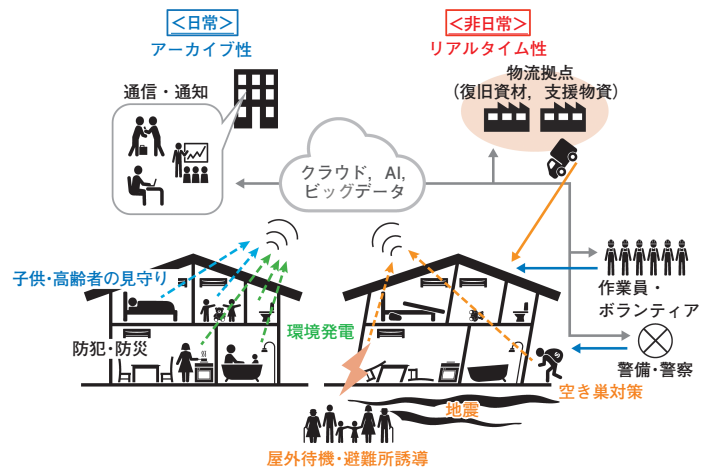 ＜日常＞
アーカイブ性
＜非日常＞
リアルタイム性
通信・通知
物流拠点
（復旧資材，支援物資）
クラウド，AI，
ビッグデータ
子供・高齢者の見守り
作業員・
ボランティア
環境発電
防犯・防災
警備・警察
空き巣対策
地震
屋外待機・避難所誘導